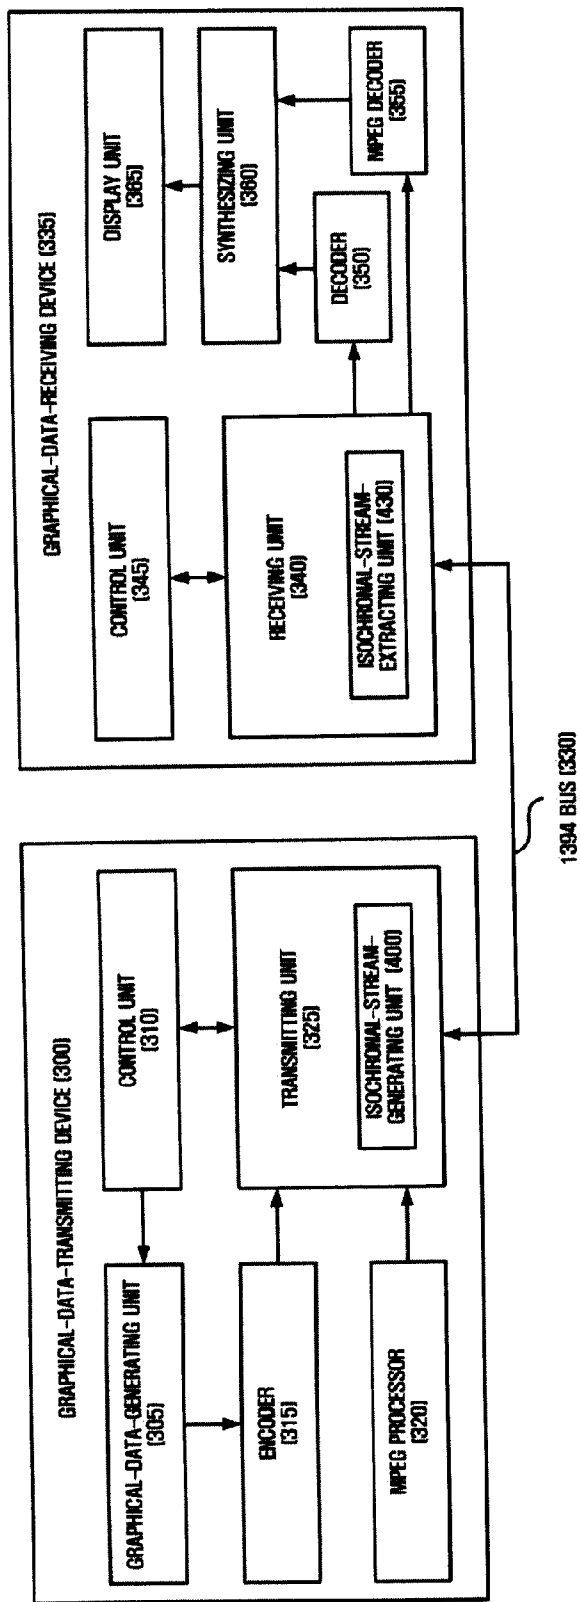 GRAPHICAL-DATA-TRANSMITTING DEVICE (300)
GRAPHICAL-DATA-GENERATING UNIT
(305)
CONTROL UNIT
(310)
ENCODER
(315)
MPEG PROCESSOR
(320)
TRANSMITTING UNIT
(325)
ISOCHRONAL-STREAM-
GENERATING UNIT (400)
1394 BUS (330)
GRAPHICAL-DATA-RECEIVING DEVICE (335)
CONTROL UNIT
(345)
RECEIVING UNIT
(340)
ISOCHRONAL-STREAM-
EXTRACTING UNIT (430)
DISPLAY UNIT
(365)
SYNTHESIZING UNIT
(360)
DECODER
(350)
MPEG DECODER
(355)